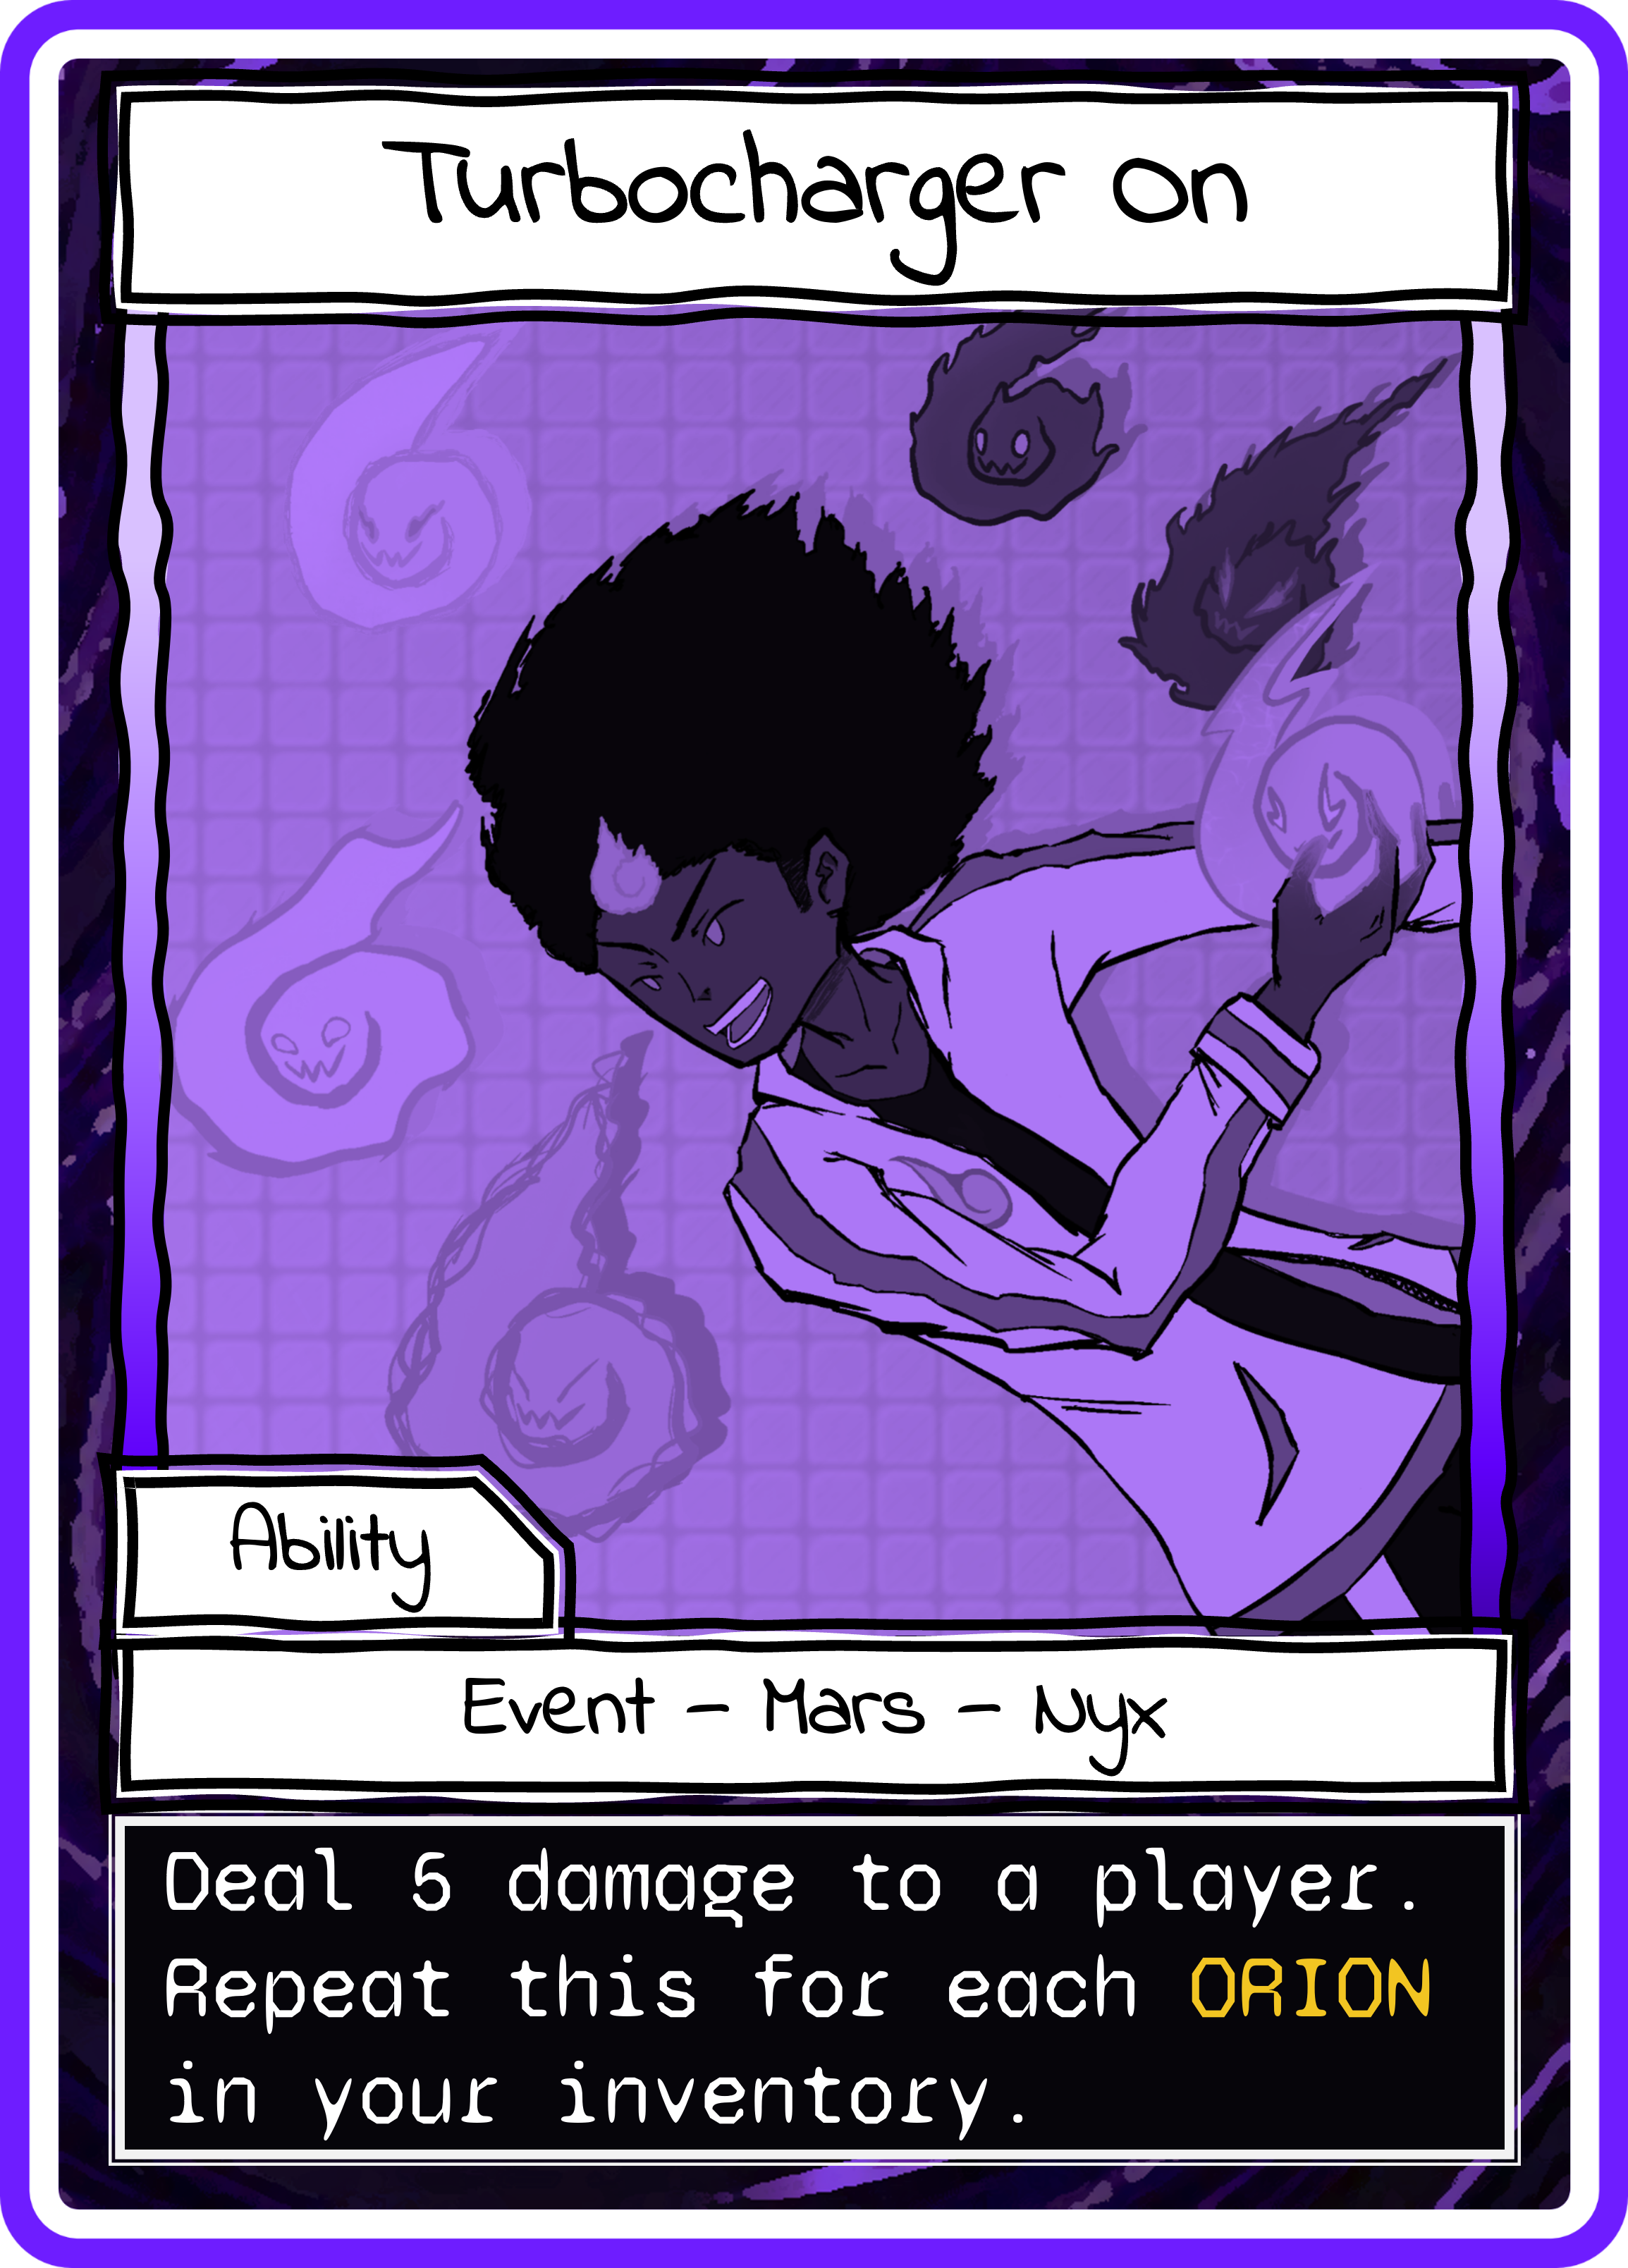 Turbocharger on
Ability
Event - Mars - Nyx
Deal 5 damage to a player.
Repeat this for each ORION
in your inventory.